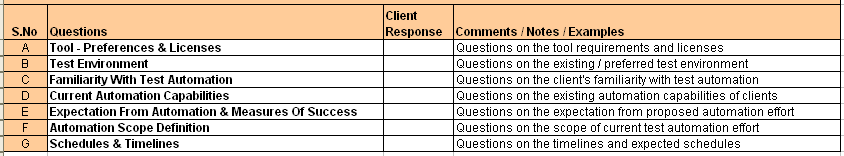 S.No Questions Client Response Comments / Notes / Examples
A Tool - Preferences & Licenses Questions on the tool requirements and licenses
B Test Environment Questions on the existing / preferred test environment
C Familiarity With Test Automation Questions on the client's familiarity with test automation
D Current Automation Capabilities Questions on the existing automation capabilities of clients
E Expectation From Automation & Measures Of Success Questions on the expectation from proposed automation effort
F Automation Scope Definition Questions on the scope of current test automation effort
G Schedules & Timelines Questions on the timelines and expected schedules